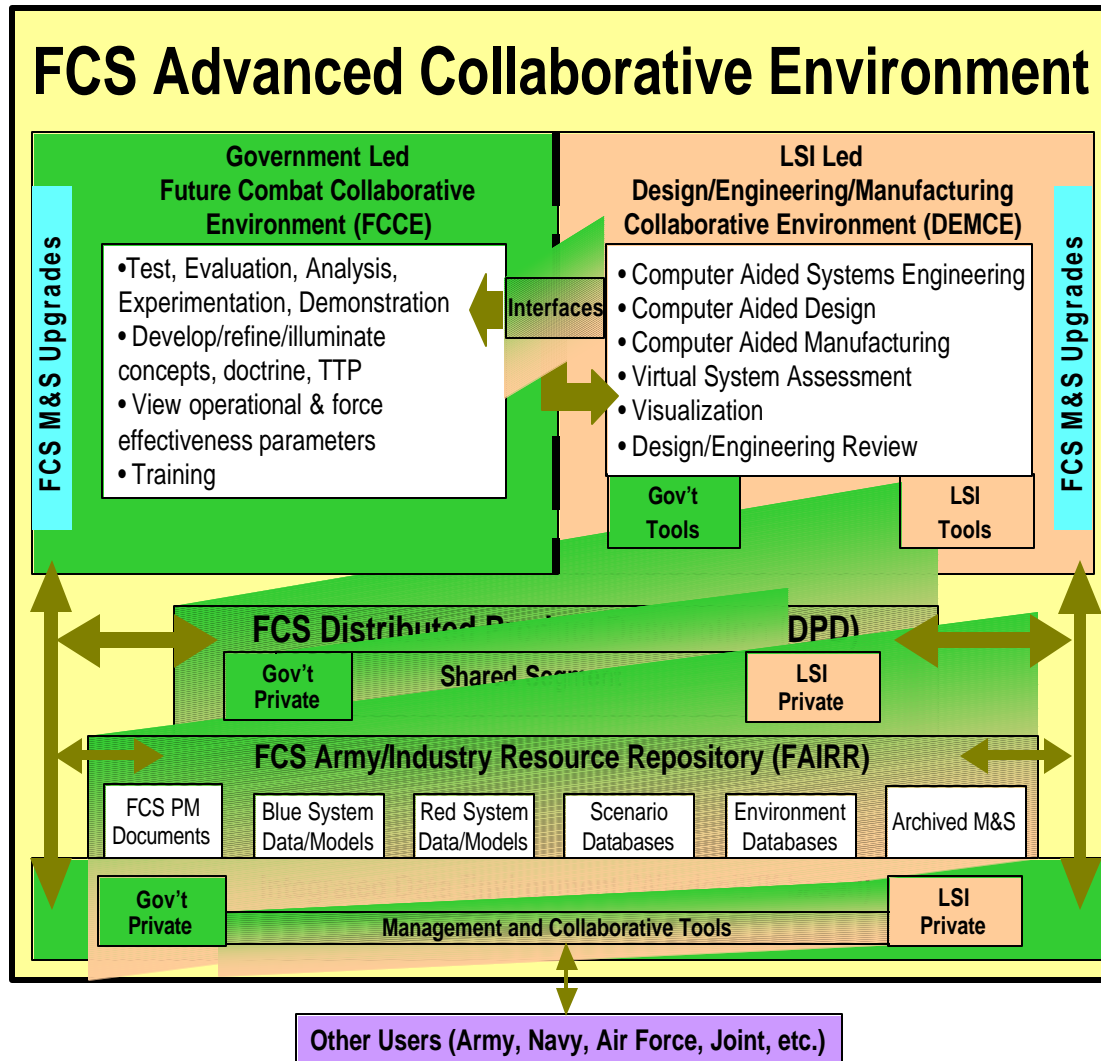 FCS Advanced Collaborative Environment
Government Led
Future Combat Collaborative
Environment (FCCE)
LSI Led
Design/Engineering/Manufacturing
Collaborative Environment (DEMCE)
FCS M&S Upgrades
•Test, Evaluation, Analysis,
Experimentation, Demonstration
• Develop/refine/illuminate
concepts, doctrine, TTP
• View operational & force
effectiveness parameters
• Training
Interfaces
• Computer Aided Systems Engineering
• Computer Aided Design
• Computer Aided Manufacturing
• Virtual System Assessment
• Visualization
• Design/Engineering Review
FCS M&S Upgrades
Gov't
Tools
LSI
Tools
FCS Distributed DPD)
Gov't
Private
Shared Segment
LSI
Private
FCS Army/Industry Resource Repository (FAIRR)
FCS PM
Documents
Blue System
Data/Models
Red System
Data/Models
Scenario
Databases
Environment
Databases
Archived M&S
Gov't
Private
Management and Collaborative Tools
LSI
Private
Other Users (Army, Navy, Air Force, Joint, etc.)